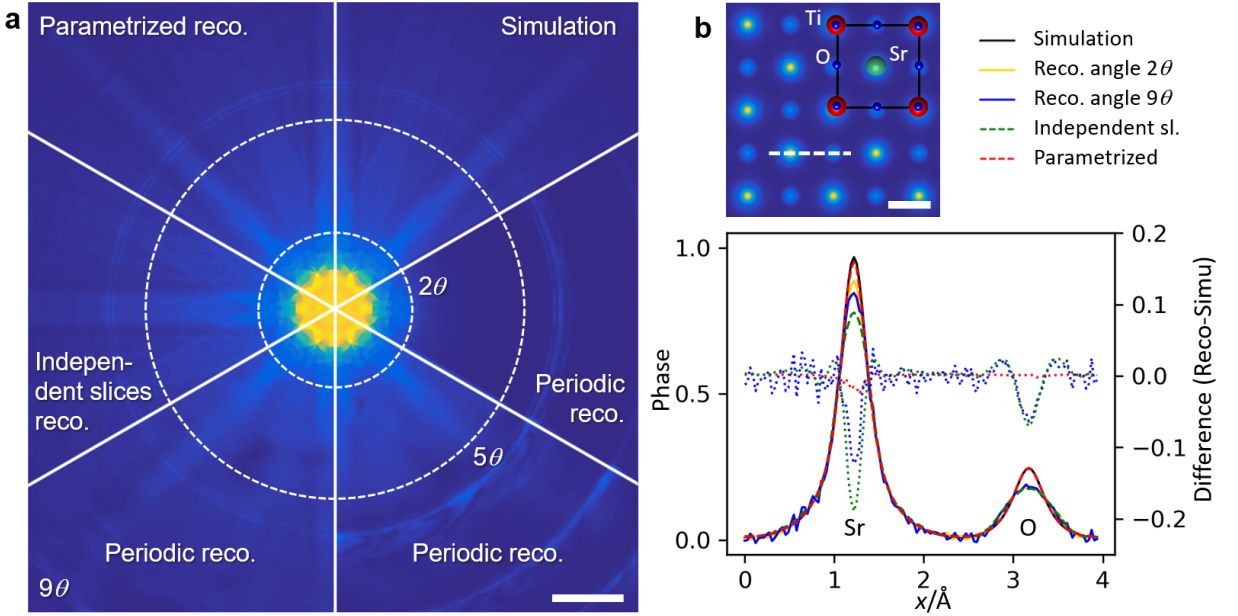 a
Parametrized reco.
Simulation
2θ
Indepen-
dent slices
reco.
Periodic
reco.
5θ
Periodic reco.
Periodic reco.
9θ
b
Ti
O
Sr
Simulation
Reco. angle 2θ
Reco. angle 9θ
Independent sl.
Parametrized
1.0
0.5
0.0
Phase
0.2
0.1
0.0
−0.1
−0.2
Difference (Reco-Simu)
Sr
O
0
1
2
3
4
x/Å